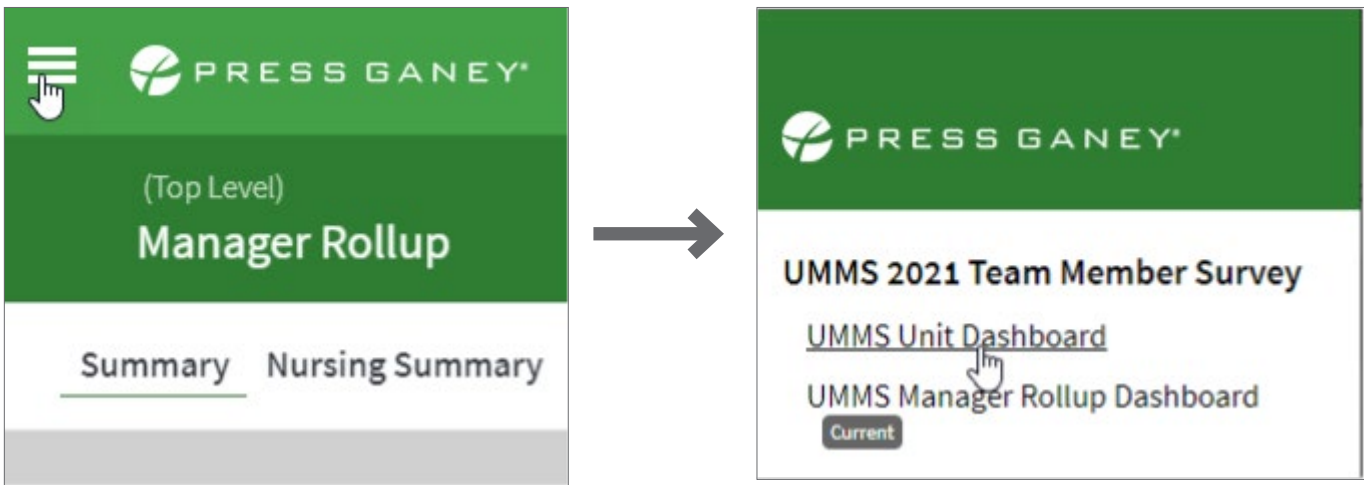 PRESS GANEY®
(Top Level)
Manager Rollup
Summary Nursing Summary
PRESS GANEY®
UMMS 2021 Team Member Survey
UMMS Unit Dashboard
UMMS Manager Rollup Dashboard
Current